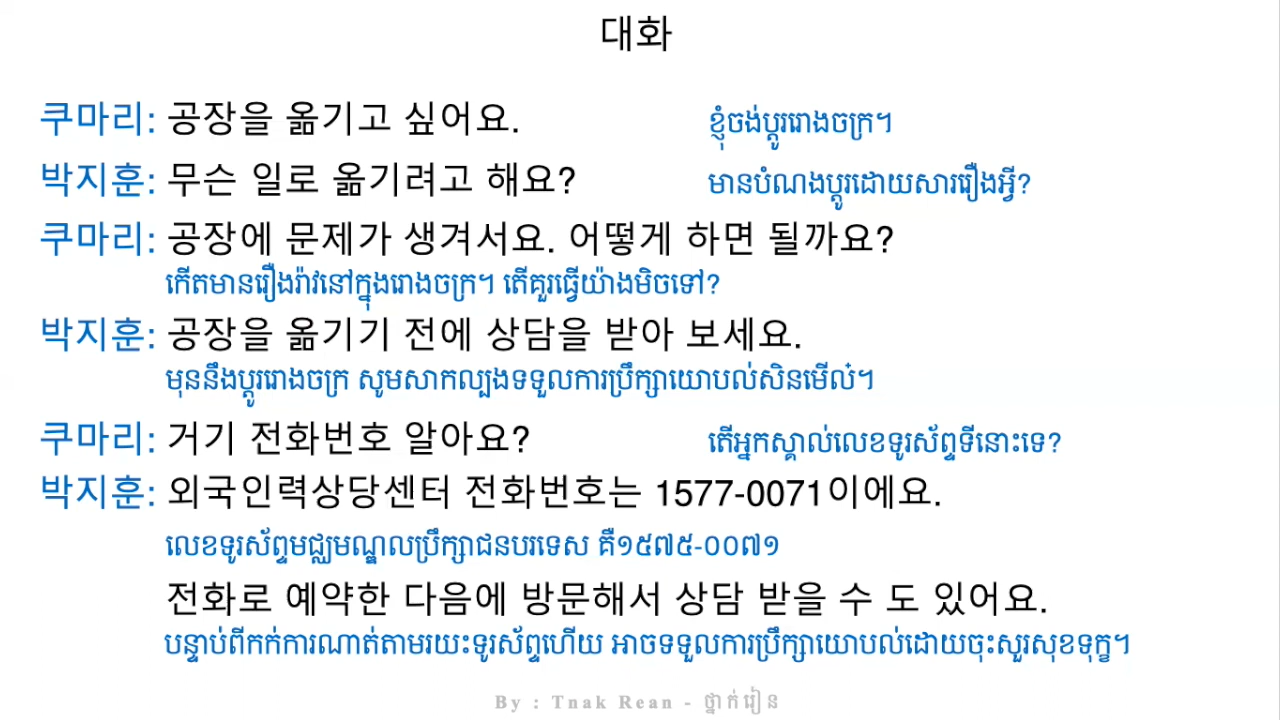 대화
쿠마리: 공장을 옮기고 싶어요. ខ្ញុំចង់ប្តូររោងចក្រ។
박지훈: 무슨 일로 옮기려고 해요? មានបំណងប្តូរដោយសាររឿងអ្វី?
쿠마리: 공장에 문제가 생겨서요. 어떻게 하면 될까요?
កើតមានរឿងរ៉ាវនៅក្នុងរោងចក្រ។ តើគួរធ្វើយ៉ាងមិចទៅ?
박지훈: 공장을 옮기기 전에 상담을 받아 보세요.
មុននឹងប្តូររោងចក្រ សូមសាកល្បងទទួលការប្រឹក្សាយោបល់សិនមើល៎។
쿠마리: 거기 전화번호 알아요? តើអ្នកស្គាល់លេខទូរស័ព្ទទីនោះទេ?
박지훈: 외국인력상당센터 전화번호는 1577-0071이에요.
លេខទូរស័ព្ទមជ្ឈមណ្ឌលប្រឹក្សាជនបរទេស គឺ១៥៧៥-០០៧១
전화로 예약한 다음에 방문해서 상담 받을 수 도 있어요.
បន្ទាប់ពីកក់ការណាត់តាមរយះទូរស័ព្ទហើយ អាចទទួលការប្រឹក្សាយោបល់ដោយចុះសួរសុខទុក្ខ។
By : Tnak Rean - ថ្នាក់រៀន